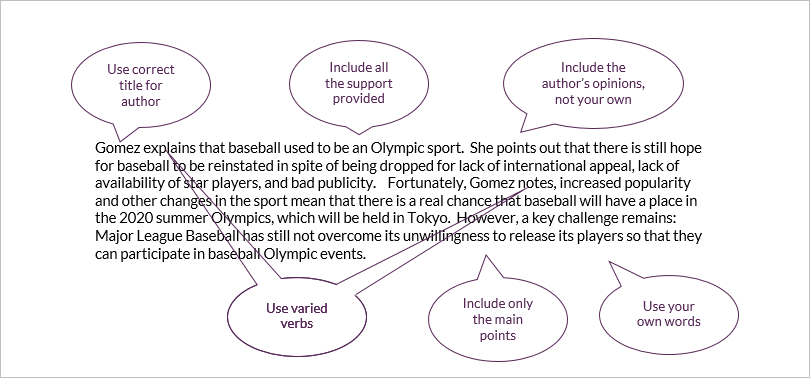 Use correct
title for
author
Include all
the support
provided
Include the
author's opinions,
not your own
Gomez explains that baseball used to be an Olympic sport.  She points out that there is still hope
for baseball to be reinstated in spite of being dropped for lack of international appeal, lack of
availability of star players, and bad publicity.   Fortunately, Gomez notes, increased popularity
and other changes in the sport mean that there is a real chance that baseball will have a place in
the 2020 summer Olympics, which will be held in Tokyo.  However, a key challenge remains:
Major League Baseball has still not overcome its unwillingness to release its players so that they
can participate in baseball Olympic events.
Use varied
verbs
Include only
the main
points
Use your
own words